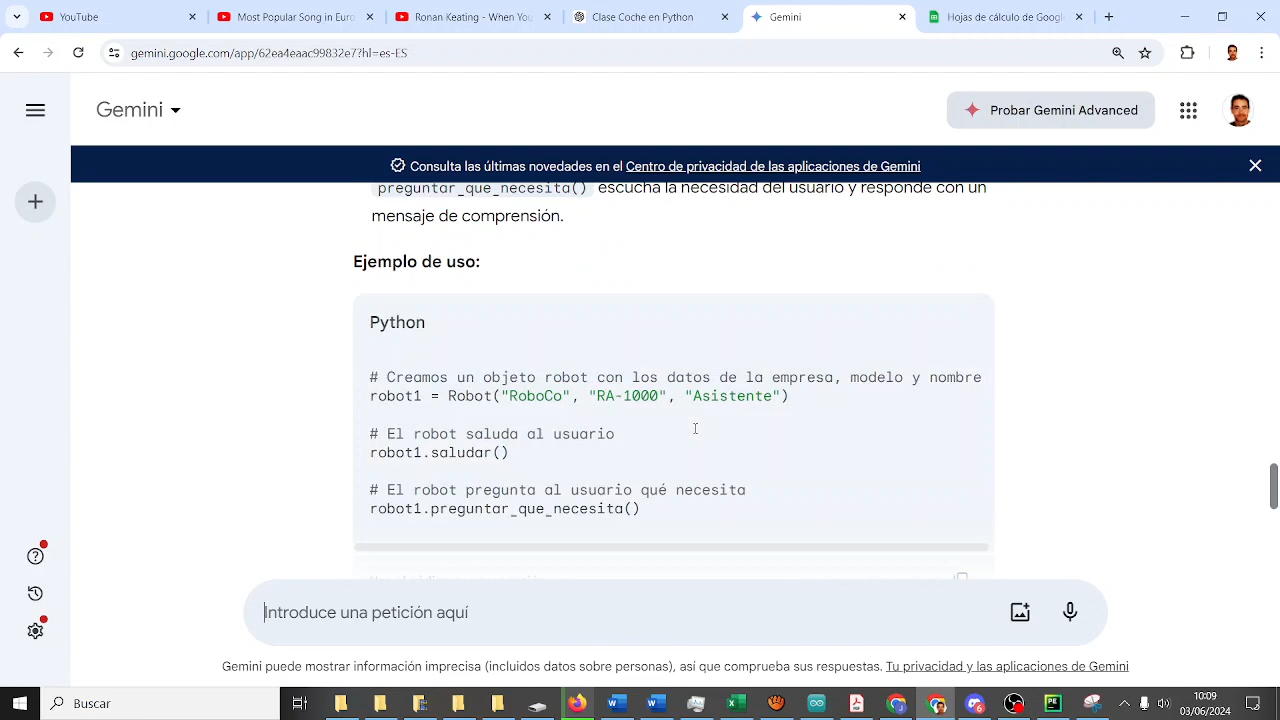 YouTube
Most Popular Song in Euro
Ronan Keating - When You
Clase Coche en Python
Gemini
Hojas de cálculo de Googl
gemini.google.com/app/62ea4eaac99832e7?hl=es-ES
Gemini
Probar Gemini Advanced
Consulta las últimas novedades en el Centro de privacidad de las aplicaciones de Gemini
preguntar_que_necesita() escucha la necesidad del usuario y responde con un
mensaje de comprensión.
Ejemplo de uso:
Python
# Creamos un objeto robot con los datos de la empresa, modelo y nombre
robot1 = Robot("RoboCo", "RA-1000", "Asistente")
# El robot saluda al usuario
robot1.saludar()
# El robot pregunta al usuario qué necesita
robot1.preguntar_que_necesita()
Introduce una petición aquí
Gemini puede mostrar información imprecisa (incluidos datos sobre personas), así que comprueba sus respuestas. Tu privacidad y las aplicaciones de Gemini
Buscar
10:09
03/06/2024